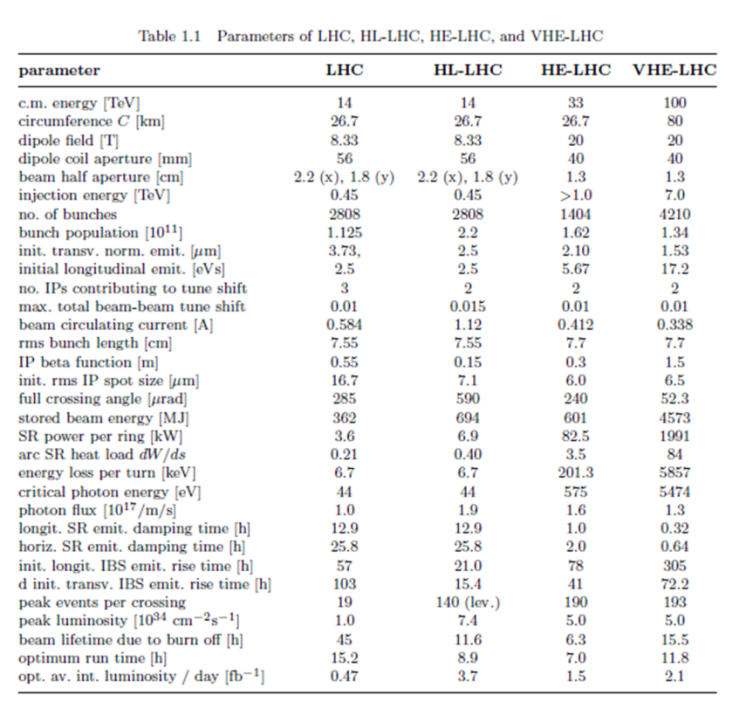 Table 1.1 Parameters of LHC, HL-LHC, HE-LHC, and VHE-LHC
parameter LHC HL-LHC HE-LHC VHE-LHC
c.m. energy [TeV] 14 14 33 100
circumference C [km] 26.7 26.7 26.7 80
dipole field [T] 8.33 8.33 20 20
dipole coil aperture [mm] 56 56 40 40
beam half aperture [cm] 2.2 (x), 1.8 (y) 2.2 (x), 1.8 (y) 1.3 1.3
injection energy [TeV] 0.45 0.45 >1.0 7.0
no. of bunches 2808 2808 1404 4210
bunch population [10¹¹] 1.125 2.2 1.62 1.34
init. transv. norm. emit. [μm] 3.73, 2.5 2.10 1.53
initial longitudinal emit. [eVs] 2.5 2.5 5.67 17.2
no. IPs contributing to tune shift 3 2 2 2
max. total beam-beam tune shift 0.01 0.015 0.01 0.01
beam circulating current [A] 0.584 1.12 0.412 0.338
rms bunch length [cm] 7.55 7.55 7.7 7.7
IP beta function [m] 0.55 0.15 0.3 1.5
init. rms IP spot size [μm] 16.7 7.1 6.0 6.5
full crossing angle [μrad] 285 590 240 52.3
stored beam energy [MJ] 362 694 601 4573
SR power per ring [kW] 3.6 6.9 82.5 1991
arc SR heat load dW/ds 0.21 0.40 3.5 84
energy loss per turn [keV] 6.7 6.7 201.3 5857
critical photon energy [eV] 44 44 575 5474
photon flux [10¹⁷/m/s] 1.0 1.9 1.6 1.3
longit. SR emit. damping time [h] 12.9 12.9 1.0 0.32
horiz. SR emit. damping time [h] 25.8 25.8 2.0 0.64
init. longit. IBS emit. rise time [h] 57 21.0 78 305
d init. transv. IBS emit. rise time [h] 103 15.4 41 72.2
peak events per crossing 19 140 (lev.) 190 193
peak luminosity [10³⁴ cm⁻²s⁻¹] 1.0 7.4 5.0 5.0
beam lifetime due to burn off [h] 45 11.6 6.3 15.5
optimum run time [h] 15.2 8.9 7.0 11.8
opt. av. int. luminosity / day [fb⁻¹] 0.47 3.7 1.5 2.1